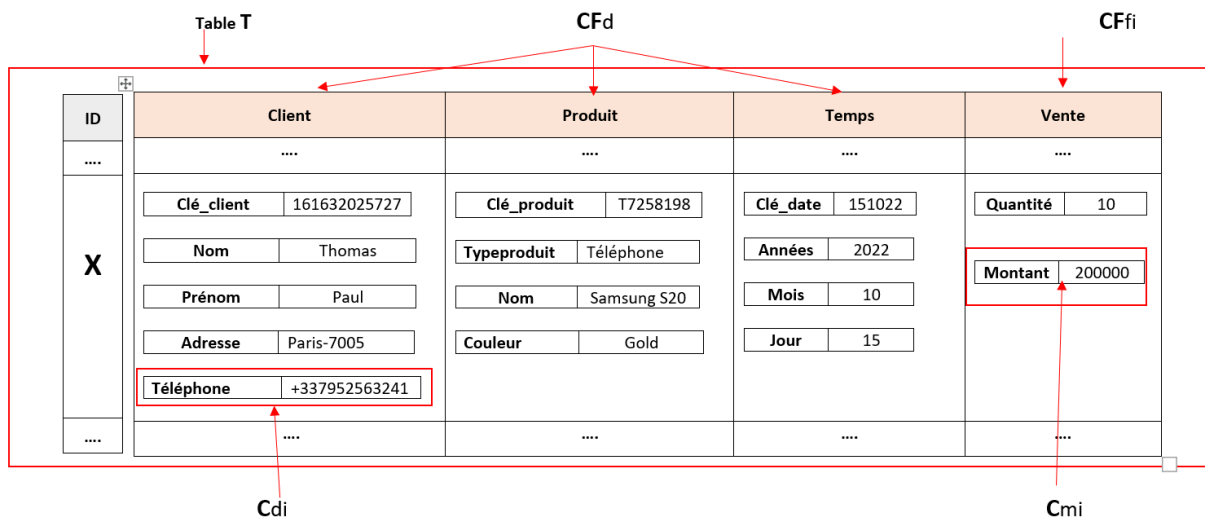 Table T
CFd
CFfi
ID
Client
Produit
Temps
Vente
....
....
....
....
....
X
Clé_client 161632025727
Clé_produit T7258198
Clé_date 151022
Quantité 10
Nom Thomas
Typeproduit Téléphone
Années 2022
Montant 200000
Prénom Paul
Nom Samsung S20
Mois 10
Adresse Paris-7005
Couleur Gold
Jour 15
Téléphone +337952563241
....
....
....
....
....
Cdi
Cmi